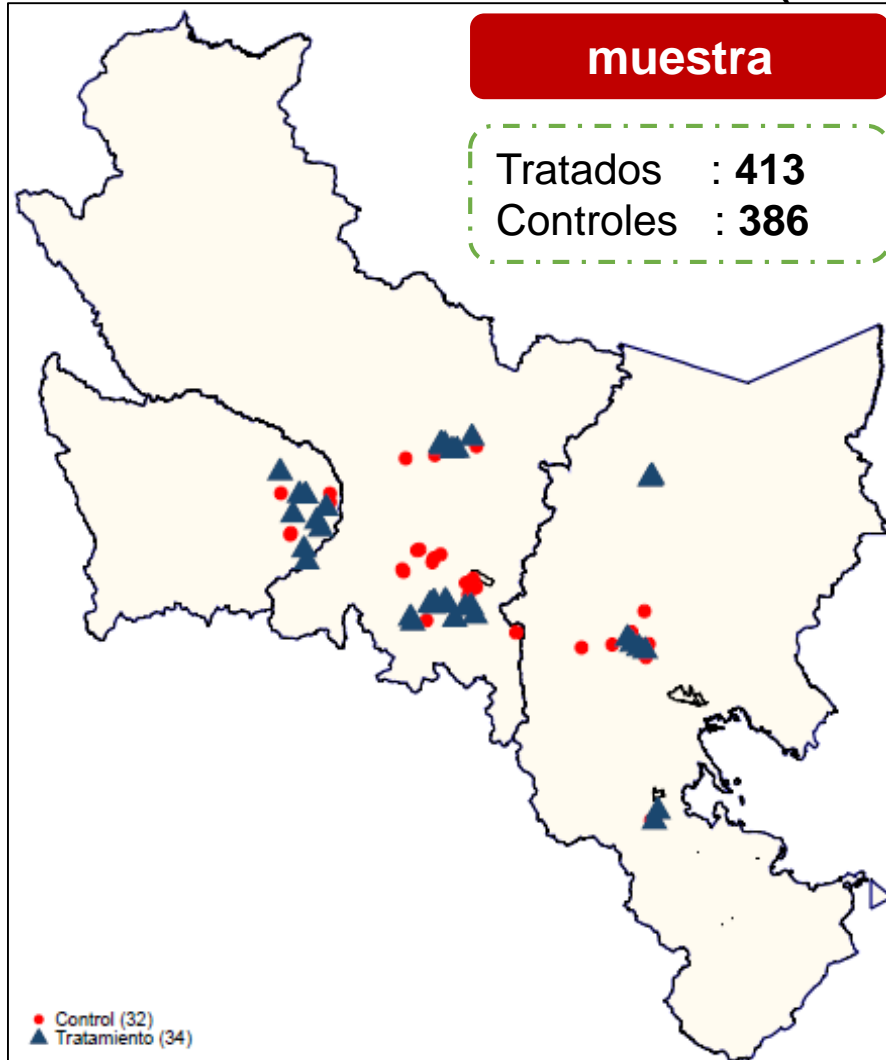 muestra
Tratados : 413
Controles : 386
Control (32)
Tratamiento (34)